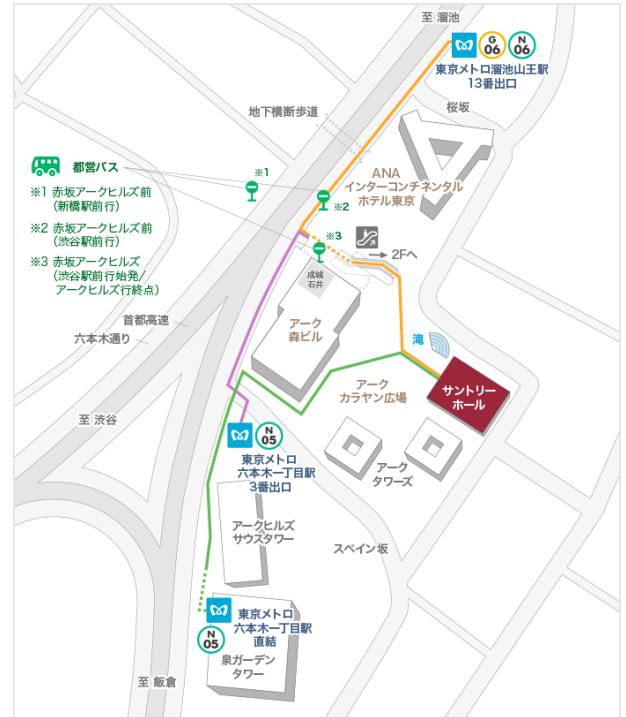 至 溜池
G
06
N
06
東京メトロ溜池山王駅
13番出口
桜坂
地下横断歩道
都営バス
※1
※1 赤坂アークヒルズ前
(新橋駅前行)
※2 赤坂アークヒルズ前
(渋谷駅前行)
※3 赤坂アークヒルズ
(渋谷駅前行始発/
アークヒルズ行終点)
ANA
インターコンチネンタル
ホテル東京
※2
※3
→ 2Fへ
成城
石井
首都高速
六本木通り
アーク
森ビル
滝
サントリー
ホール
アーク
カラヤン広場
至 渋谷
N
05
東京メトロ
六本木一丁目駅
3番出口
アーク
タワーズ
アークヒルズ
サウスタワー
スペイン坂
東京メトロ
六本木一丁目駅
直結
N
05
泉ガーデン
タワー
至 飯倉